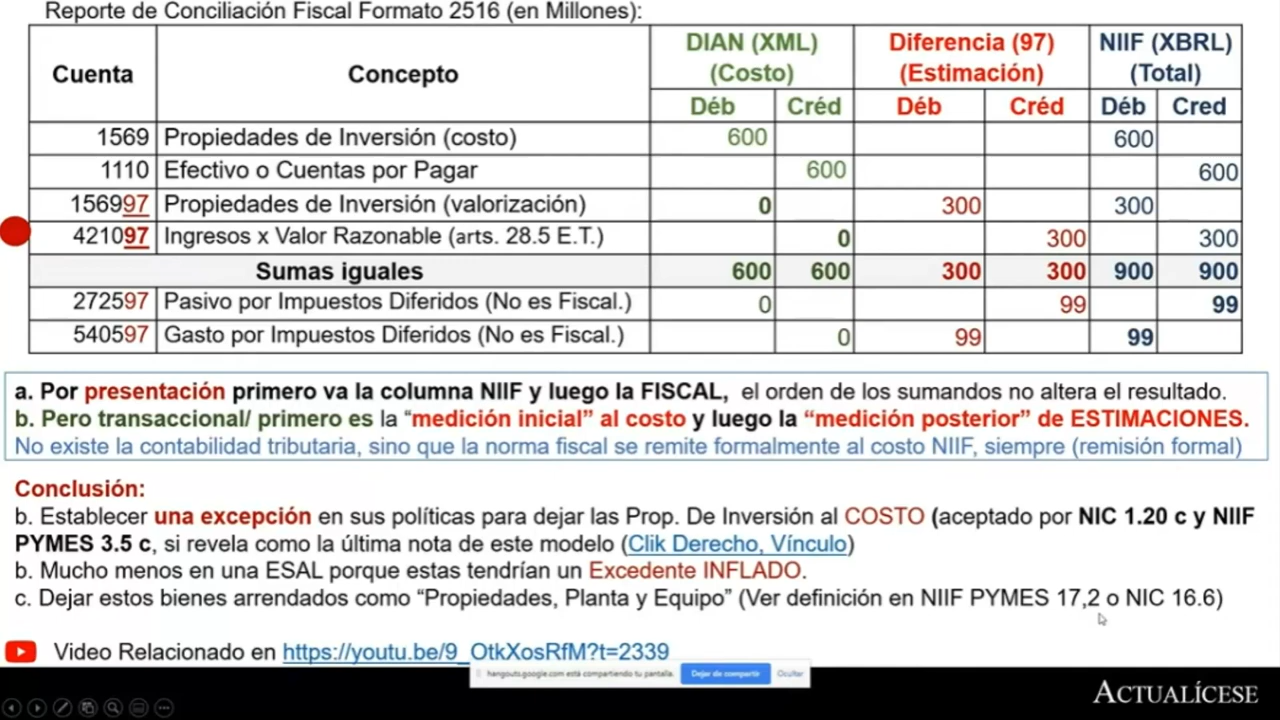 Reporte de Conciliación Fiscal Formato 2516 (en Millones):
Cuenta Concepto DIAN (XML) (Costo) Diferencia (97) (Estimación) NIIF (XBRL) (Total)
Déb Créd Déb Créd Déb Cred
1569 Propiedades de Inversión (costo) 600 600
1110 Efectivo o Cuentas por Pagar 600 600
156997 Propiedades de Inversión (valorización) 0 300 300
421097 Ingresos x Valor Razonable (arts. 28.5 E.T.) 0 300 300
Sumas iguales 600 600 300 300 900 900
272597 Pasivo por Impuestos Diferidos (No es Fiscal.) 0 99 99
540597 Gasto por Impuestos Diferidos (No es Fiscal.) 0 99 99
a. Por presentación primero va la columna NIIF y luego la FISCAL, el orden de los sumandos no altera el resultado.
b. Pero transaccional/ primero es la “medición inicial” al costo y luego la “medición posterior” de ESTIMACIONES.
No existe la contabilidad tributaria, sino que la norma fiscal se remite formalmente al costo NIIF, siempre (remisión formal)
Conclusión:
b. Establecer una excepción en sus políticas para dejar las Prop. De Inversión al COSTO (aceptado por NIC 1.20 c y NIIF
PYMES 3.5 c, si revela como la última nota de este modelo (Clik Derecho, Vínculo)
b. Mucho menos en una ESAL porque estas tendrían un Excedente INFLADO.
c. Dejar estos bienes arrendados como “Propiedades, Planta y Equipo” (Ver definición en NIIF PYMES 17,2 o NIC 16.6)
Video Relacionado en https://youtu.be/9_OtkXosRfM?t=2339
hangouts.google.com está compartiendo tu pantalla. Dejar de compartir Ocultar
ACTUALÍCESE